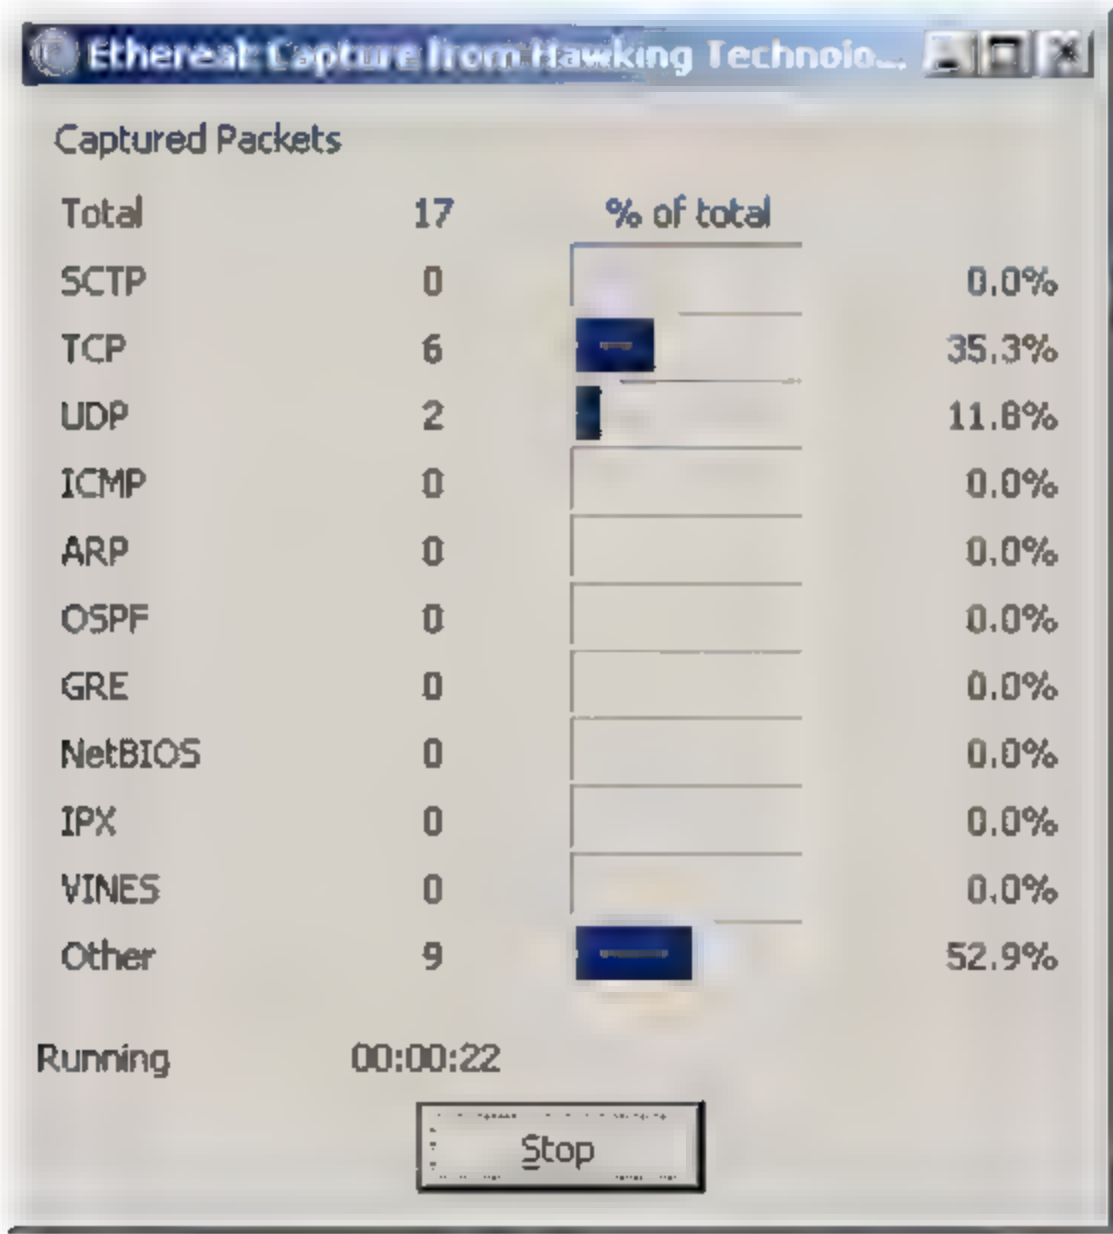 Ethereal: Capture from Hawking Technolo...
Captured Packets
Total 17 % of total
SCTP 0 0.0%
TCP 6 35.3%
UDP 2 11.8%
ICMP 0 0.0%
ARP 0 0.0%
OSPF 0 0.0%
GRE 0 0.0%
NetBIOS 0 0.0%
IPX 0 0.0%
VINES 0 0.0%
Other 9 52.9%
Running 00:00:22
Stop